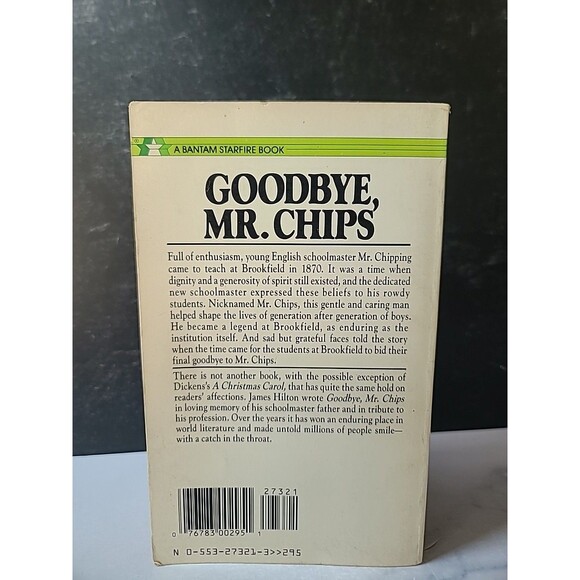 A BANTAM STARFIRE BOOK
GOODBYE,
MR. CHIPS
Full of enthusiasm, young English schoolmaster Mr. Chipping
came to teach at Brookfield in 1870. It was a time when
dignity and a generosity of spirit still existed, and the dedicated
new schoolmaster expressed these beliefs to his rowdy
students. Nicknamed Mr. Chips, this gentle and caring man
helped shape the lives of generation after generation of boys.
He became a legend at Brookfield, as enduring as the
institution itself. And sad but grateful faces told the story
when the time came for the students at Brookfield to bid their
final goodbye to Mr. Chips.
There is not another book, with the possible exception of
Dickens's A Christmas Carol, that has quite the same hold on
readers' affections. James Hilton wrote Goodbye, Mr. Chips
in loving memory of his schoolmaster father and in tribute to
his profession. Over the years it has won an enduring place in
world literature and made untold millions of people smile—
with a catch in the throat.
27321
0 76783 00295 1
N 0-553-27321-3>>295